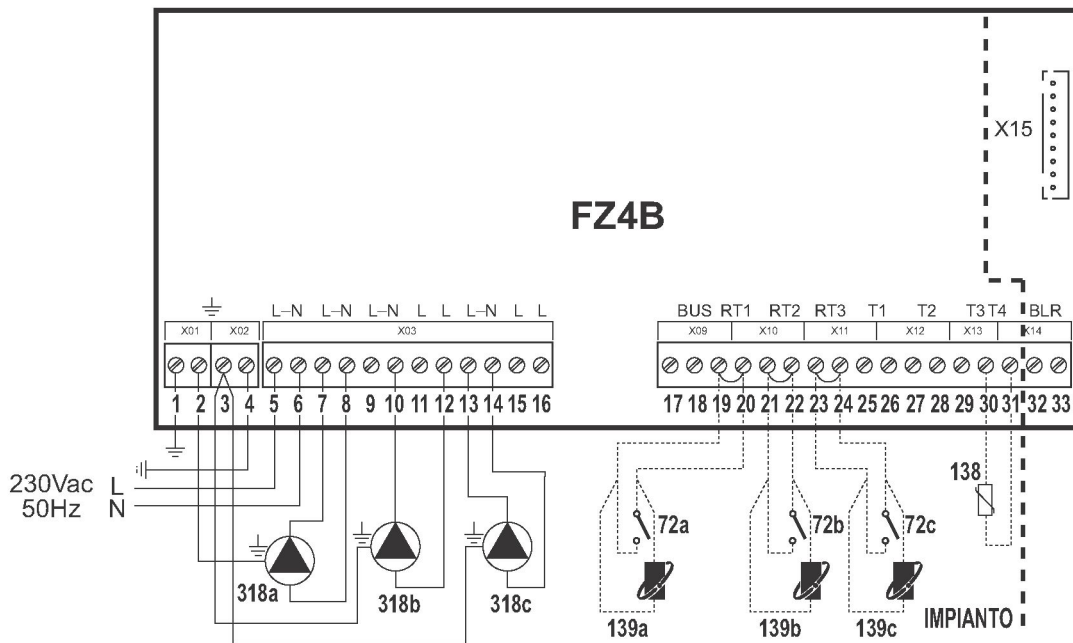 X15
FZ4B
L–N L–N L–N L L L–N L L
BUS RT1 RT2 RT3 T1 T2 T3 T4 BLR
X01 X02 X03 X09 X10 X11 X12 X13 X14
1 2 3 4 5 6 7 8 9 10 11 12 13 14 15 16 17 18 19 20 21 22 23 24 25 26 27 28 29 30 31 32 33
230Vac L
50Hz N
138
72a 72b 72c
318a 318b 318c
139a 139b 139c
IMPIANTO